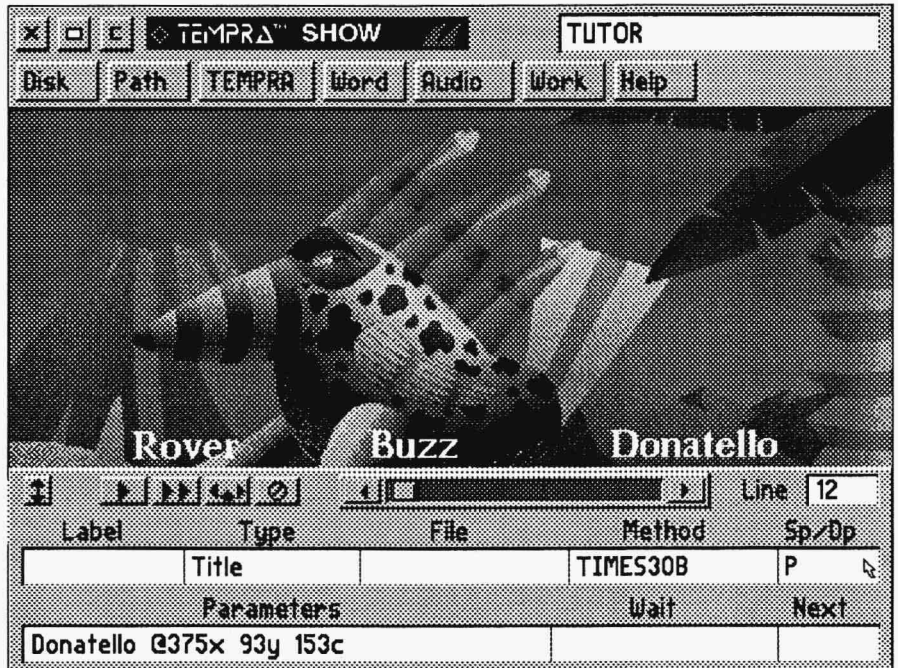 X C TEMPRA™ SHOW TUTOR
Disk Path TEMPRA Word Audio Work Help
Rover Buzz Donatello
Line 12
Label Type File Method Sp/Dp
Title TIMES30B P
Parameters Wait Next
Donatello @375x 93y 153c